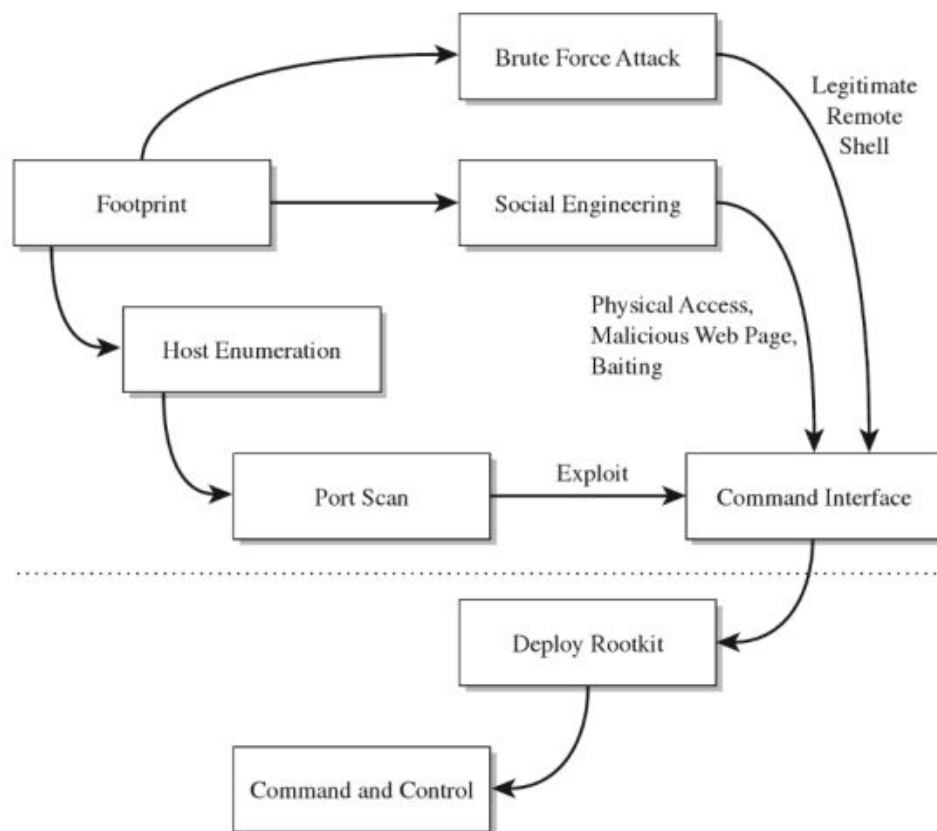 Brute Force Attack
Legitimate
Remote
Shell
Footprint
Social Engineering
Physical Access,
Malicious Web Page,
Baiting
Host Enumeration
Port Scan
Exploit
Command Interface
Deploy Rootkit
Command and Control